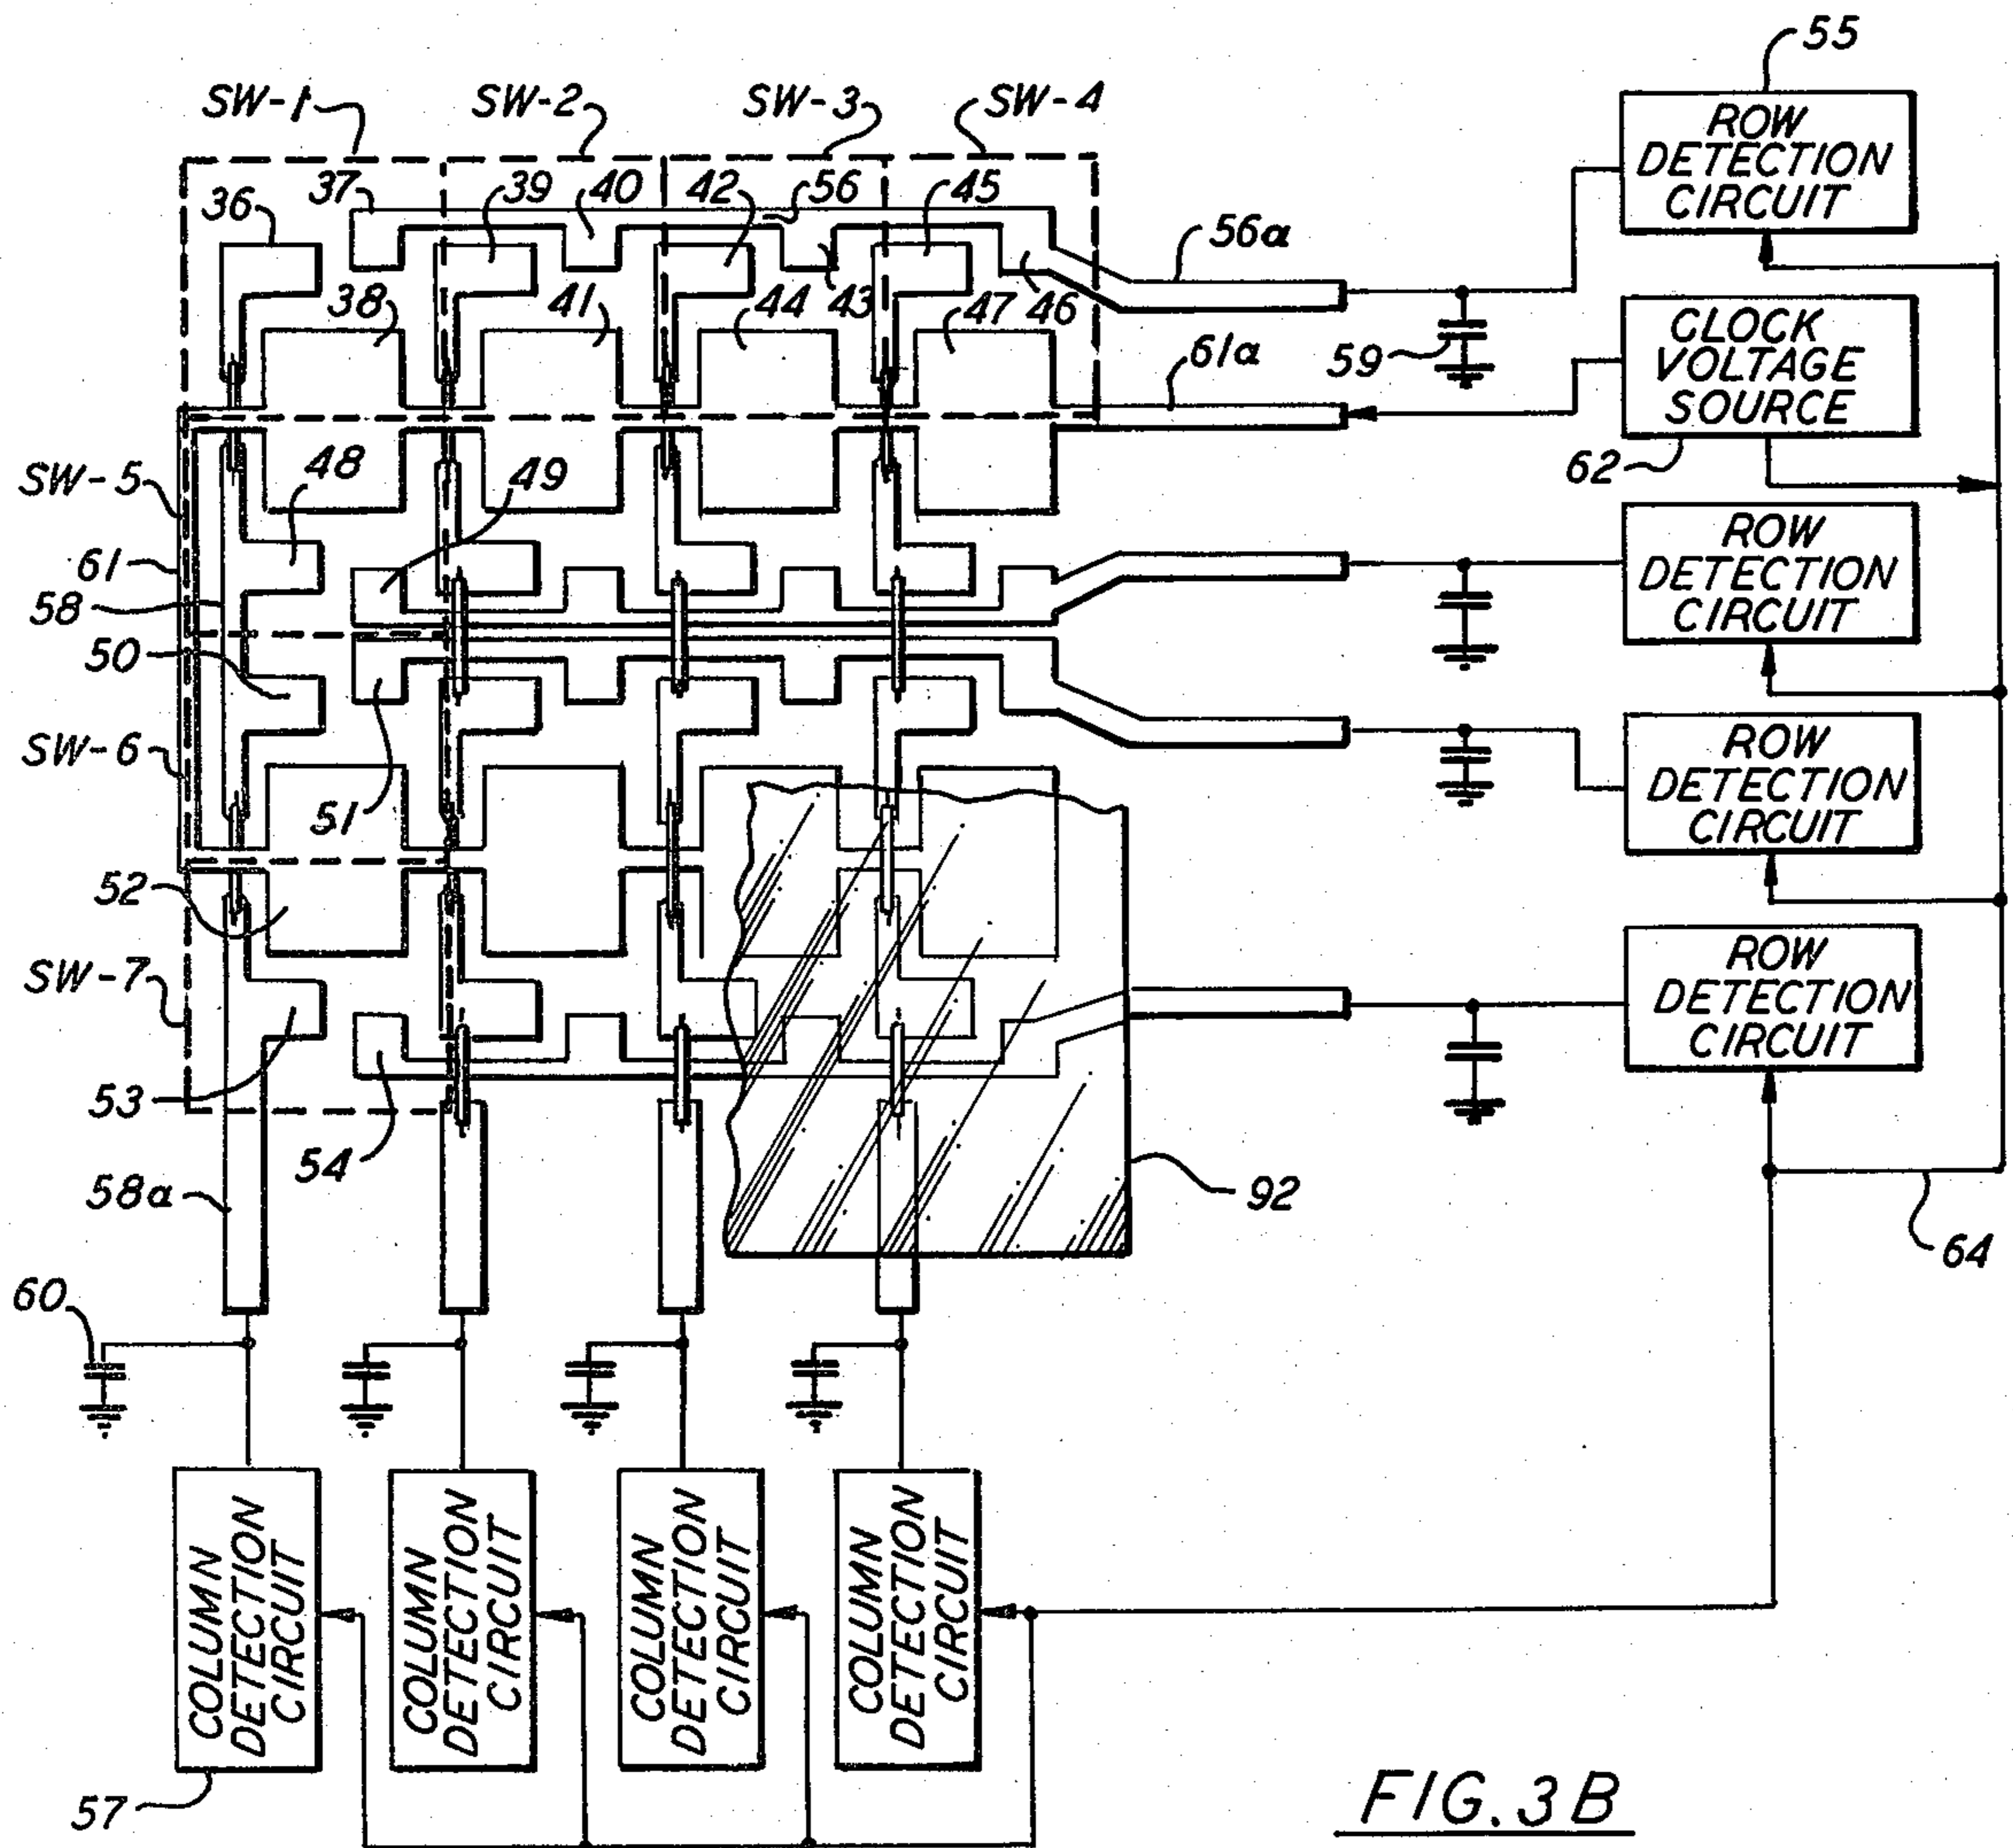 55
SW-1
SW-2
SW-3
SW-4
ROW
DETECTION
CIRCUIT
37
40
56
36
39
42
45
56a
38
41
44
43
47
46
59
CLOCK
VOLTAGE
SOURCE
61a
62
SW-5
48
49
61
58
50
ROW
DETECTION
CIRCUIT
SW-6
51
ROW
DETECTION
CIRCUIT
52
SW-7
53
54
ROW
DETECTION
CIRCUIT
58a
92
64
60
COLUMN
DETECTION
CIRCUIT
COLUMN
DETECTION
CIRCUIT
COLUMN
DETECTION
CIRCUIT
COLUMN
DETECTION
CIRCUIT
57
FIG. 3B